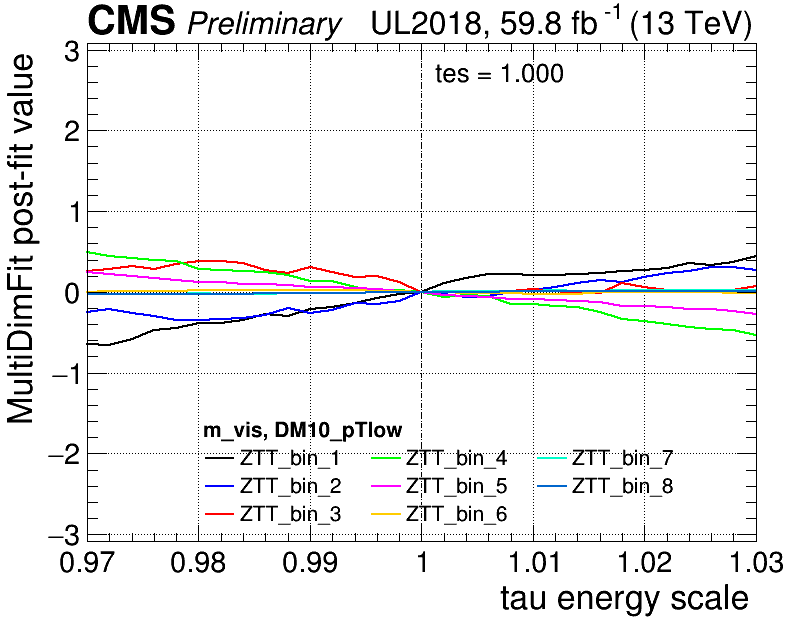 CMS Preliminary UL2018, 59.8 fb⁻¹ (13 TeV)
MultiDimFit post-fit value
3
2
1
0
−1
−2
−3
tes = 1.000
m_vis, DM10_pTlow
ZTT_bin_1 ZTT_bin_4 ZTT_bin_7
ZTT_bin_2 ZTT_bin_5 ZTT_bin_8
ZTT_bin_3 ZTT_bin_6
0.97 0.98 0.99 1 1.01 1.02 1.03
tau energy scale